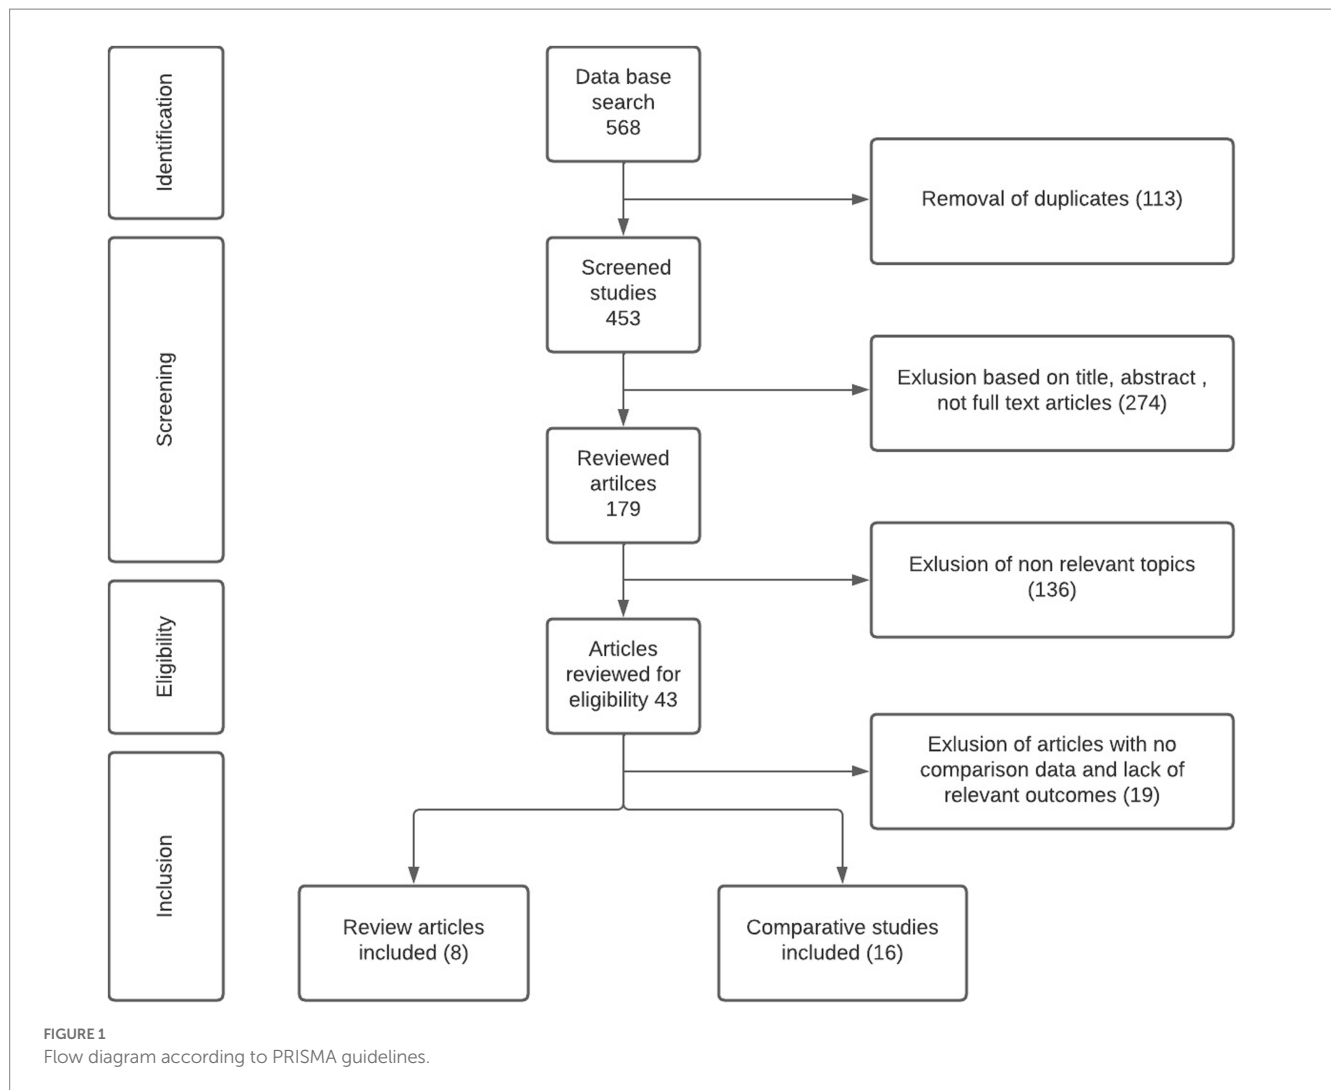 Identification
Data base
search
568
Removal of duplicates (113)
Screening
Screened
studies
453
Exlusion based on title, abstract ,
not full text articles (274)
Reviewed
artilces
179
Exlusion of non relevant topics
(136)
Eligibility
Articles
reviewed for
eligibility 43
Exlusion of articles with no
comparison data and lack of
relevant outcomes (19)
Inclusion
Review articles
included (8)
Comparative studies
included (16)
FIGURE 1
Flow diagram according to PRISMA guidelines.